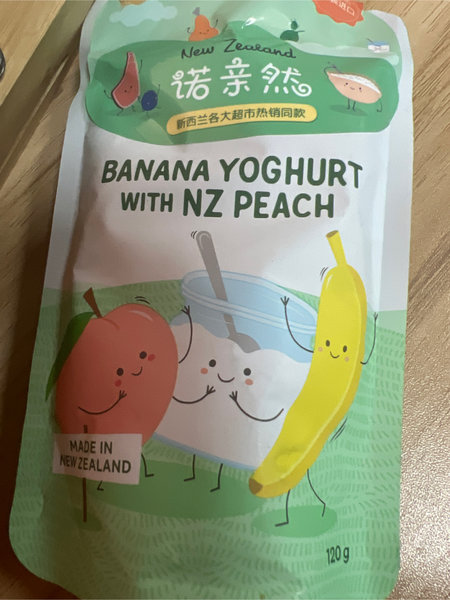 New Zealand
诺亲然
新西兰各大超市热销同款
BANANA YOGHURT
WITH NZ PEACH
MADE IN
NEW ZEALAND
120g